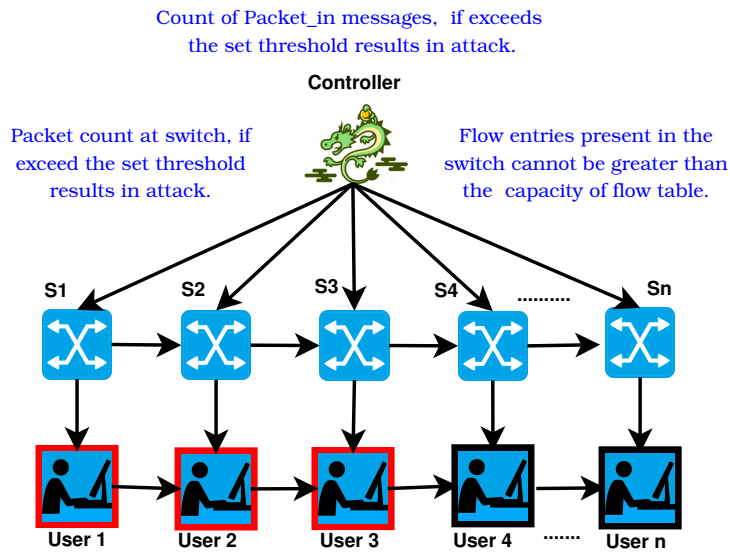 Count of Packet_in messages, if exceeds
the set threshold results in attack.
Controller
Packet count at switch, if
exceed the set threshold
results in attack.
Flow entries present in the
switch cannot be greater than
the capacity of flow table.
S1
S2
S3
S4
..........
Sn
User 1
User 2
User 3
User 4
.......
User n